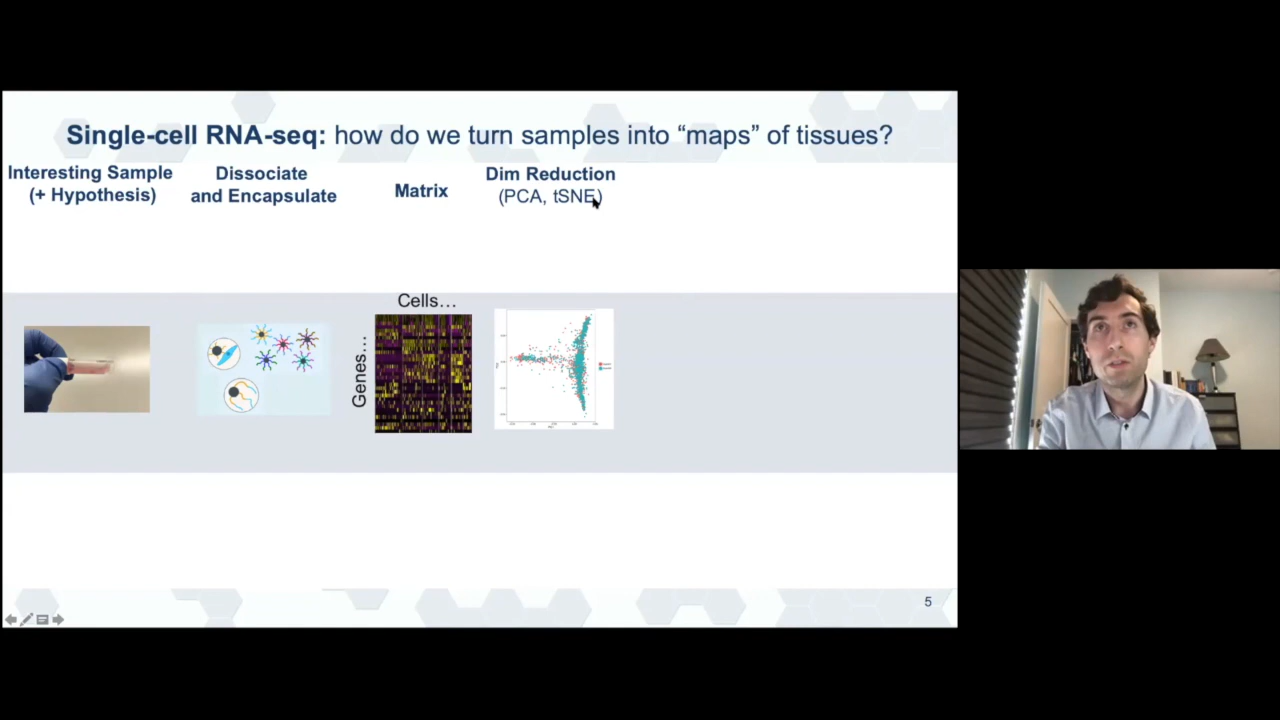 Single-cell RNA-seq: how do we turn samples into “maps” of tissues?
Interesting Sample
(+ Hypothesis)
Dissociate
and Encapsulate
Matrix
Dim Reduction
(PCA, tSNE)
Cells…
Genes…
5